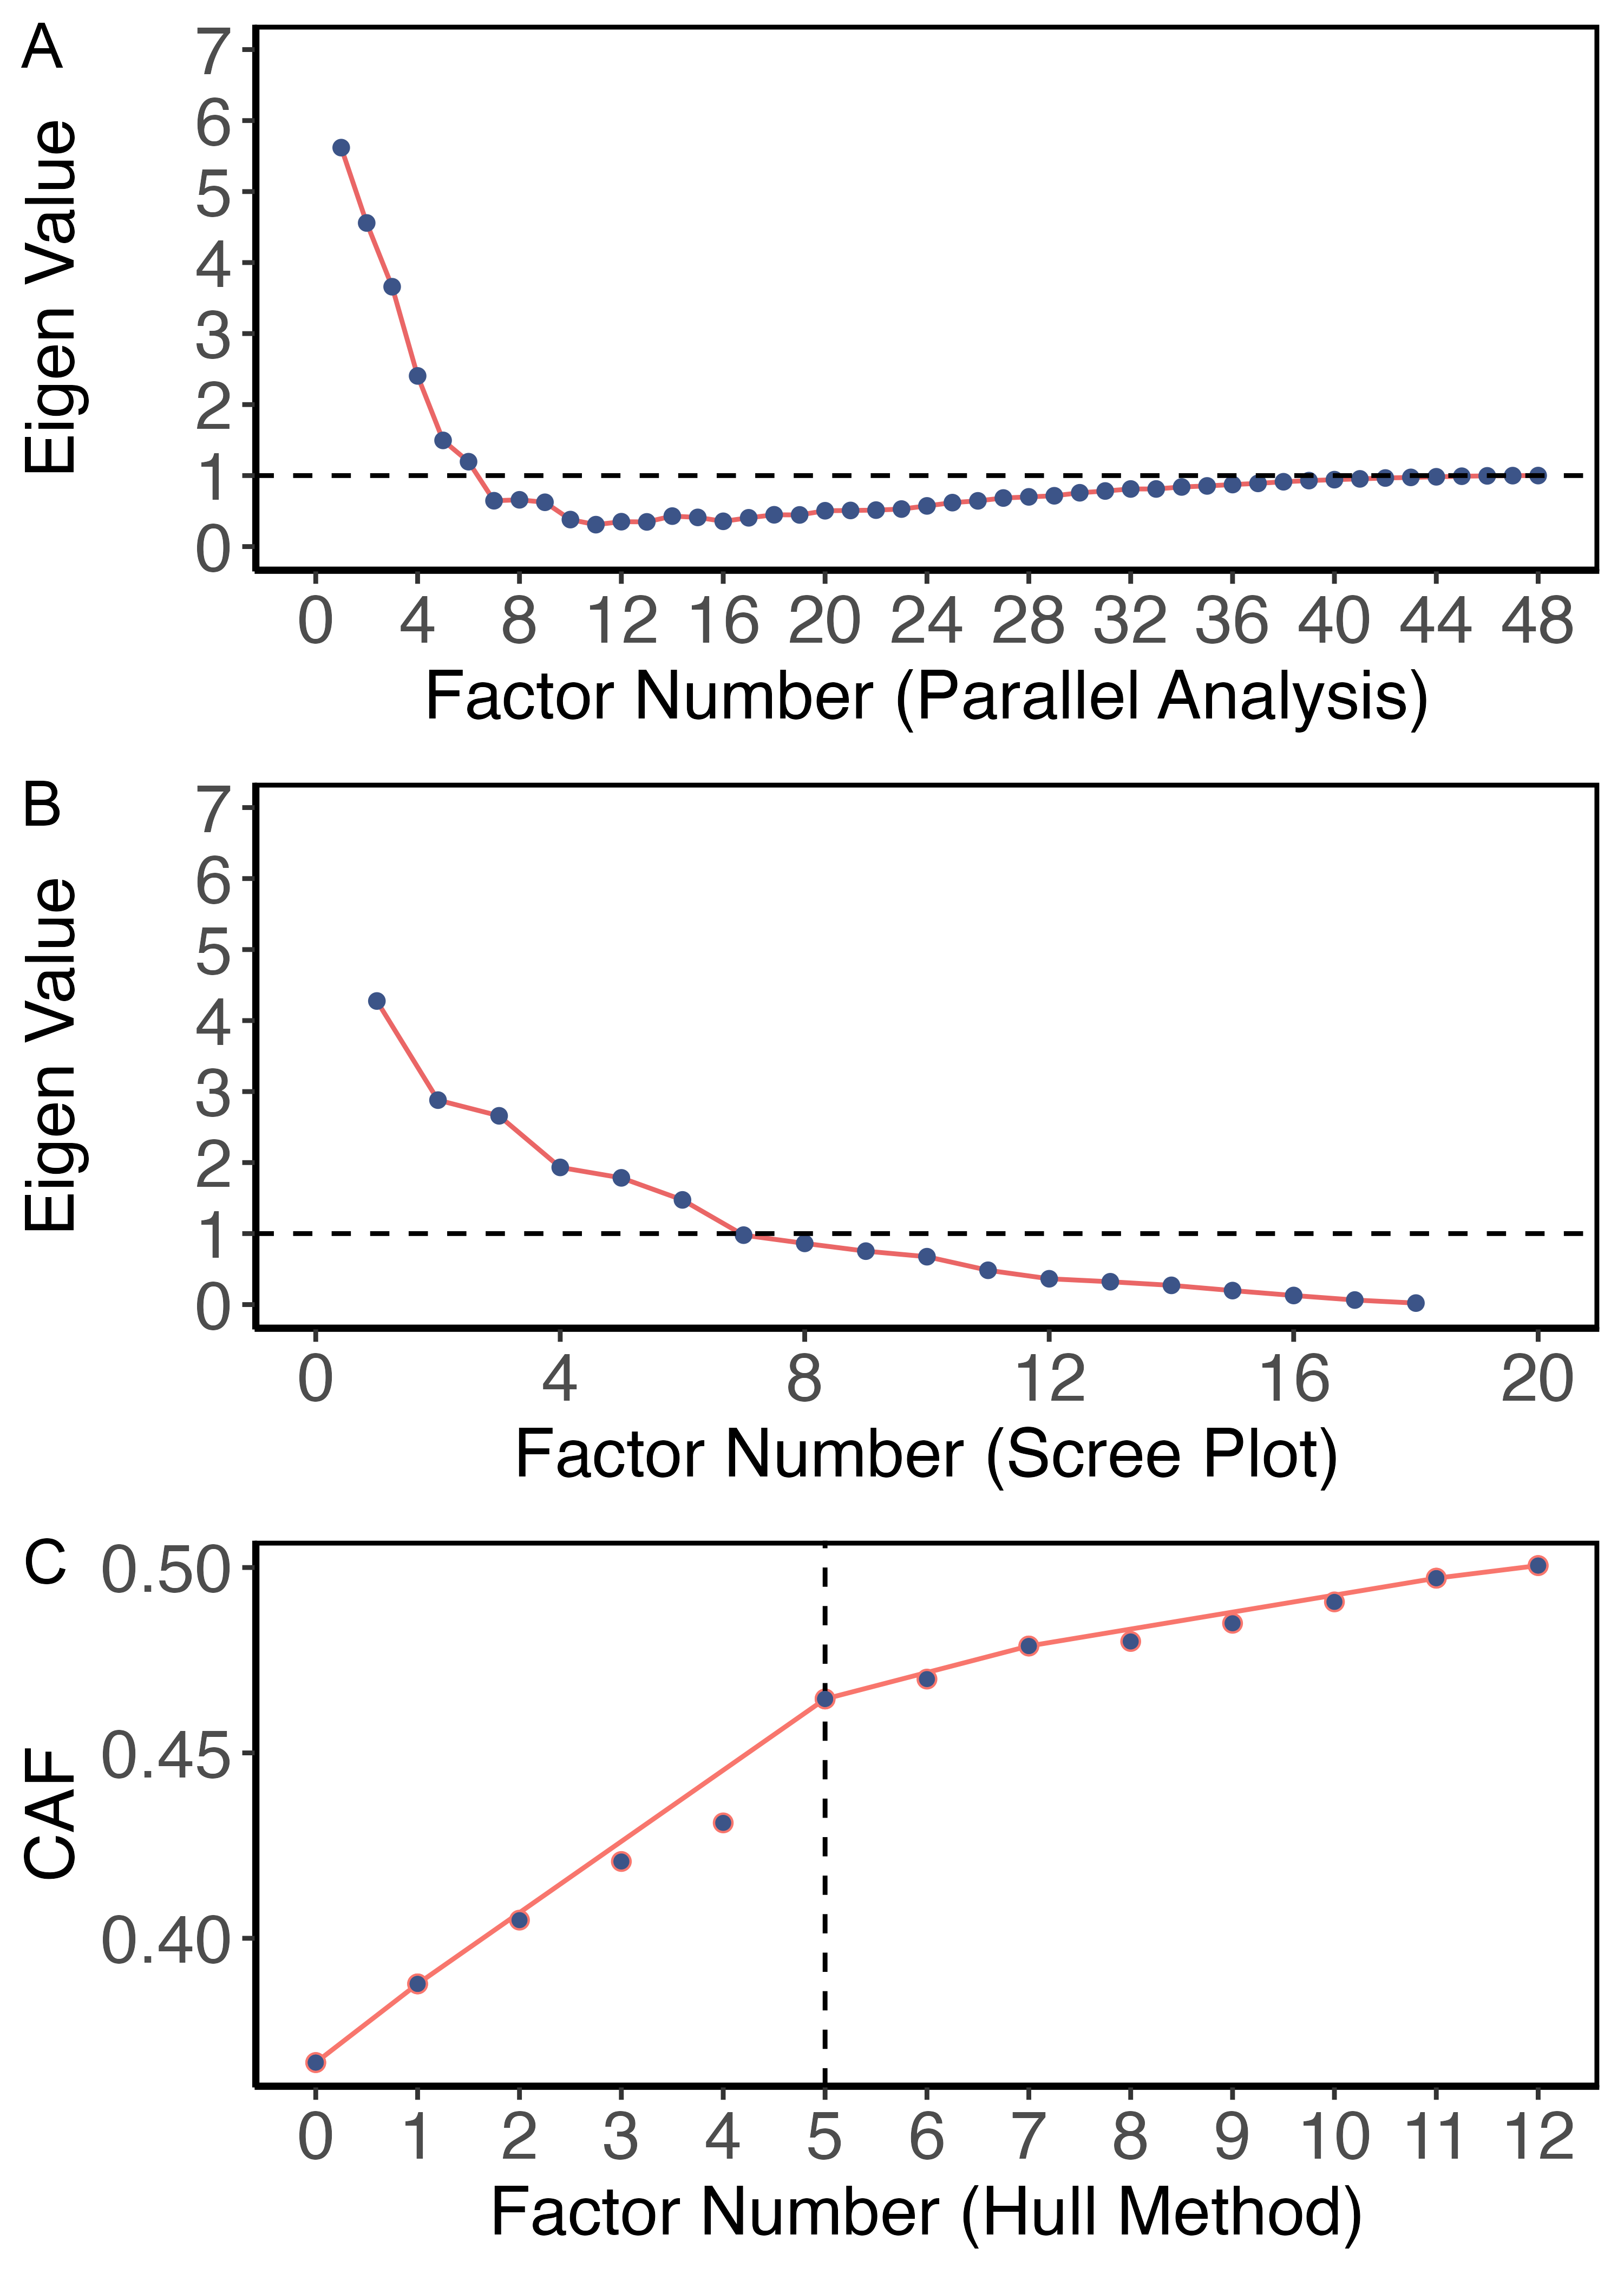 A
Eigen Value
7
6
5
4
3
2
1
0
0 4 8 12 16 20 24 28 32 36 40 44 48
Factor Number (Parallel Analysis)
B
Eigen Value
7
6
5
4
3
2
1
0
0 4 8 12 16 20
Factor Number (Scree Plot)
C
CAF
0.50
0.45
0.40
0 1 2 3 4 5 6 7 8 9 10 11 12
Factor Number (Hull Method)